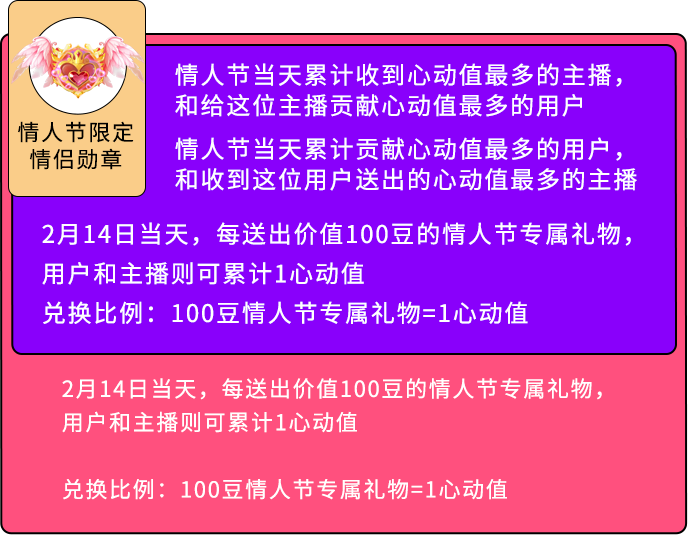 情人节限定
情侣勋章
情人节当天累计收到心动值最多的主播，
和给这位主播贡献心动值最多的用户
情人节当天累计贡献心动值最多的用户，
和收到这位用户送出的心动值最多的主播
2月14日当天，每送出价值100豆的情人节专属礼物，
用户和主播则可累计1心动值
兑换比例：100豆情人节专属礼物=1心动值
2月14日当天，每送出价值100豆的情人节专属礼物，
用户和主播则可累计1心动值
兑换比例：100豆情人节专属礼物=1心动值